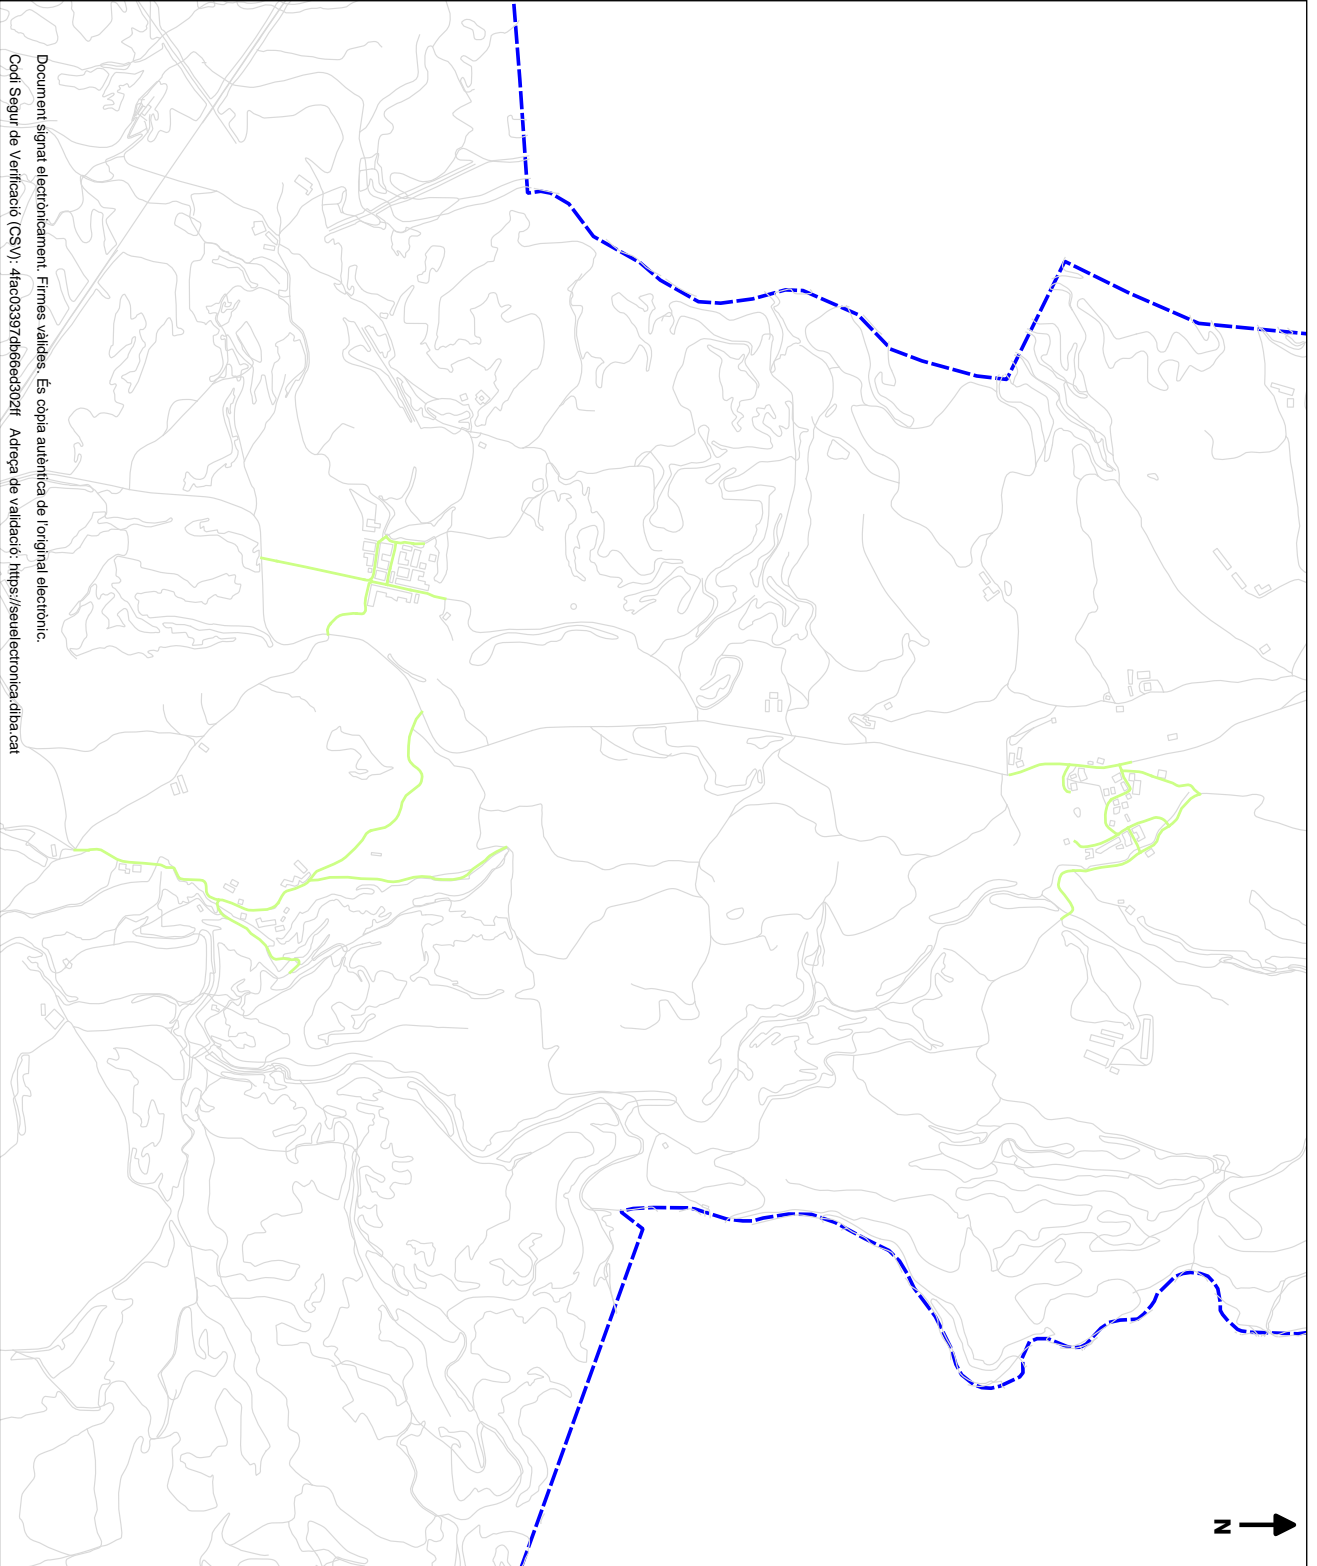 Document signat electrònicament. Firmes vàlides. És còpia autèntica de l'original electrònic.
Codi Segur de Verificació (CSV): 4fac03397db66ed302ff Adreça de validació: https://seuelectronica.diba.cat
N